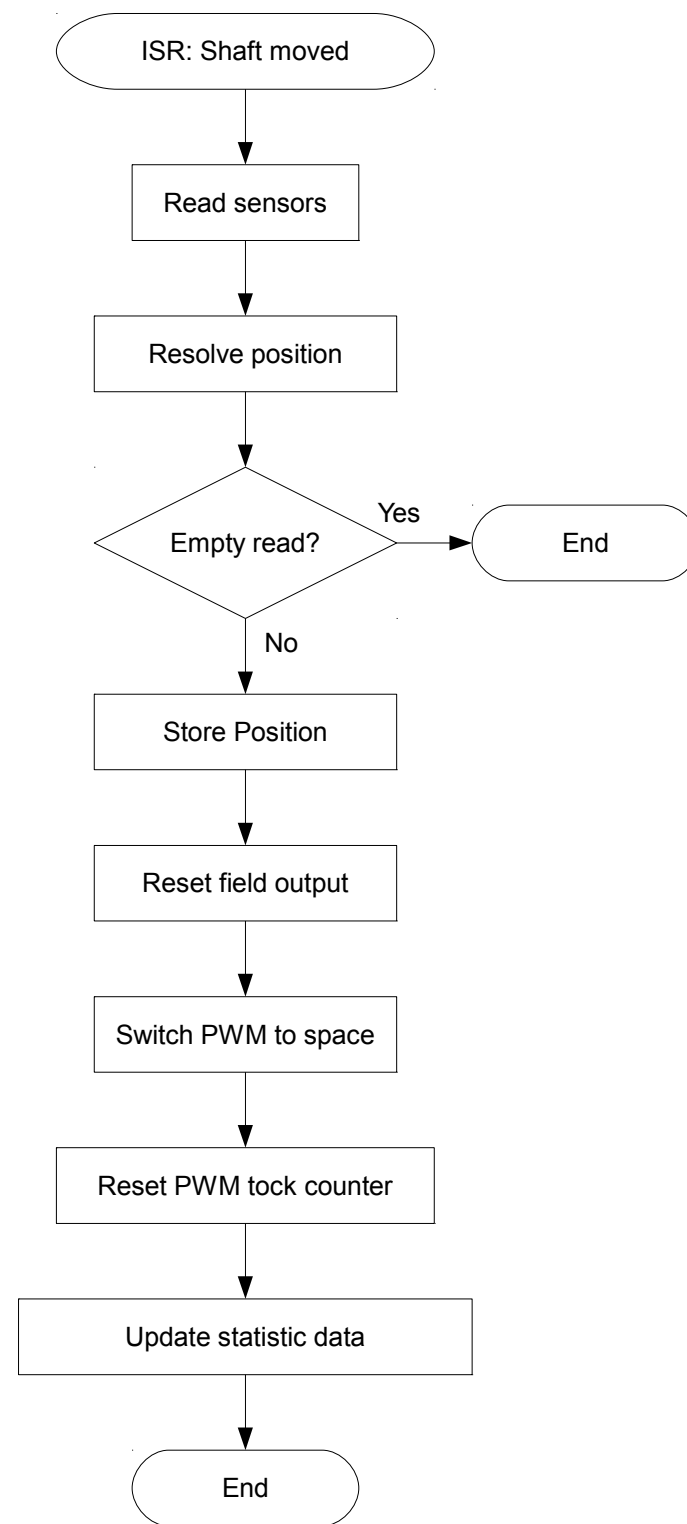 ISR: Shaft moved
Read sensors
Resolve position
Empty read?
Yes
End
No
Store Position
Reset field output
Switch PWM to space
Reset PWM tock counter
Update statistic data
End